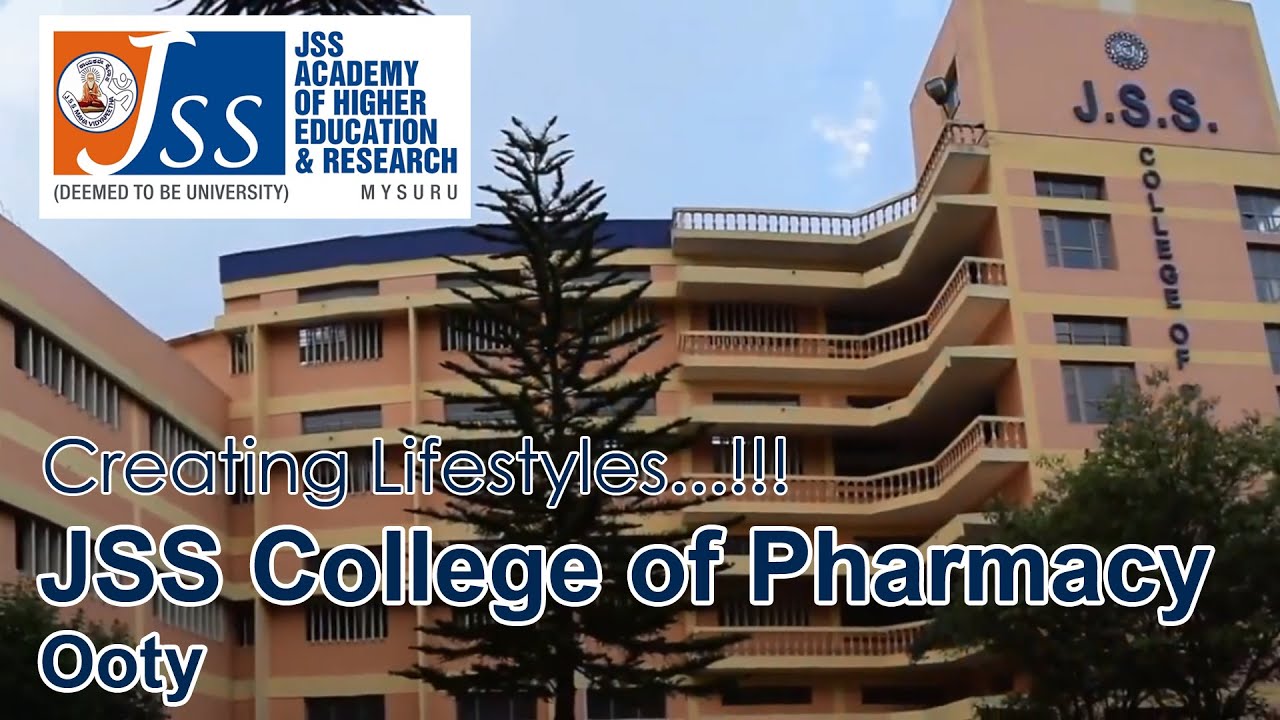 JSS
JSS
ACADEMY
OF HIGHER
EDUCATION
& RESEARCH
(DEEMED TO BE UNIVERSITY)
MYSURU
J.S.S.
COLLEGE OF
Creating Lifestyles...!!!
JSS College of Pharmacy
Ooty